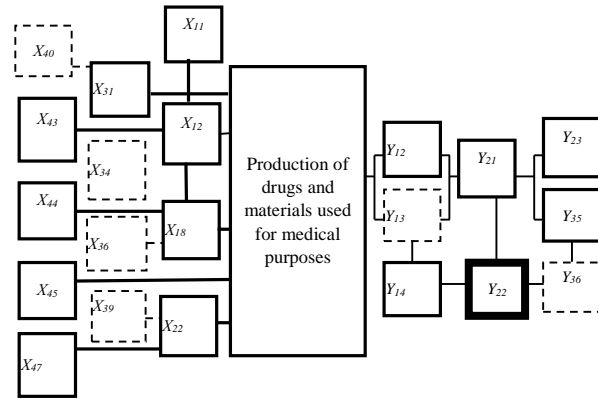 X11
X40
X31
X43
X12
X34
X44
X18
X36
X45
X39
X22
X47
Production of
drugs and
materials used
for medical
purposes
Y12
Y21
Y23
Y13
Y35
Y14
Y22
Y36